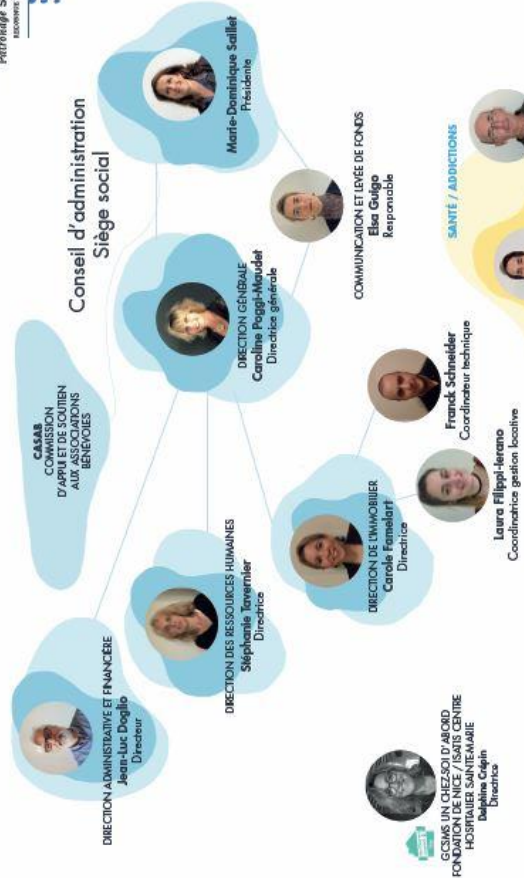 Patronage S
Conseil d'administration
Siège social
CASAB
COMMISSION
D'APPUI ET DE SOUTIEN
AUX ASSOCIATIONS
BÉNÉVOLES
Marie-Dominique Saillet
Présidente
DIRECTION GÉNÉRALE
Caroline Poggi-Maudet
Directrice générale
COMMUNICATION ET LEVÉE DE FONDS
Elsa Guigo
Responsable
DIRECTION ADMINISTRATIVE ET FINANCIÈRE
Jean-Luc Doglio
Directeur
DIRECTION DES RESSOURCES HUMAINES
Stéphanie Tavernier
Directrice
DIRECTION DE L'IMMOBILIER
Carole Famelart
Directrice
Franck Schneider
Coordinateur technique
Laura Filippi-Ierano
Coordinatrice gestion locative
SANTÉ / ADDICTIONS
GCSMS UN CHEZ-SOI D'ABORD
FONDATION DE NICE / ISATIS CENTRE
HOSPITALIER SAINTE-MARIE
Delphine Crépin
Directrice